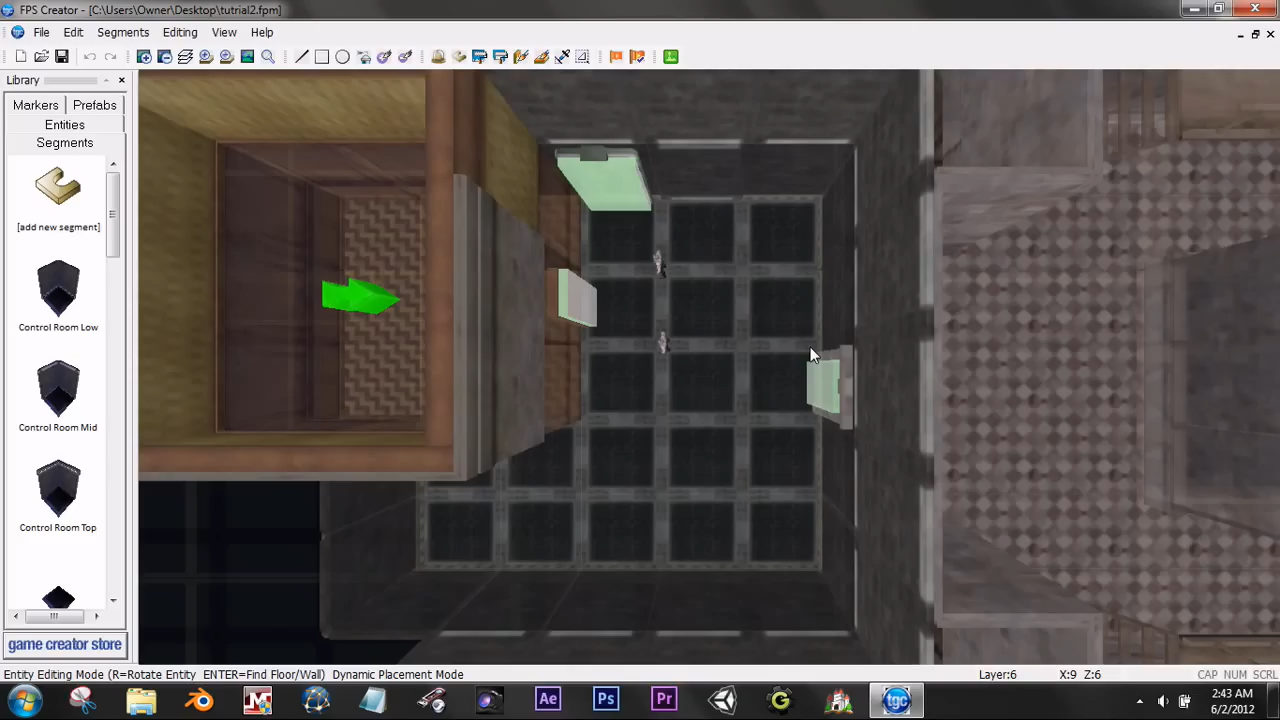 FPS Creator - [C:\Users\Owner\Desktop\tutrial2.fpm]
File Edit Segments Editing View Help
Library
Markers Prefabs
Entities
Segments
[add new segment]
Control Room Low
Control Room Mid
Control Room Top
game creator store
Entity Editing Mode (R=Rotate Entity ENTER=Find Floor/Wall) Dynamic Placement Mode Layer:6 X:9 Z:6 CAP NUM SCRL
Ae Ps Pr tgc
2:43 AM
6/2/2012